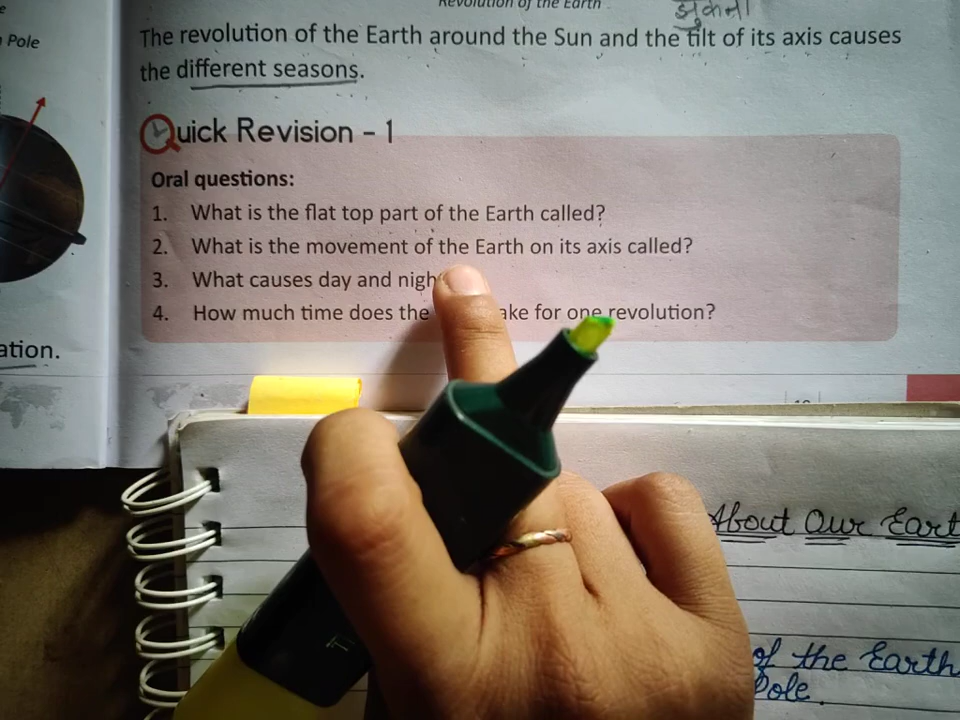 Revolution of the Earth
झुकना
Pole
The revolution of the Earth around the Sun and the tilt of its axis causes
the different seasons.
Quick Revision - 1
Oral questions:
1. What is the flat top part of the Earth called?
2. What is the movement of the Earth on its axis called?
3. What causes day and nigh
4. How much time does the ake for one revolution?
ation.
About Our Eart
of the Earth
Pole.